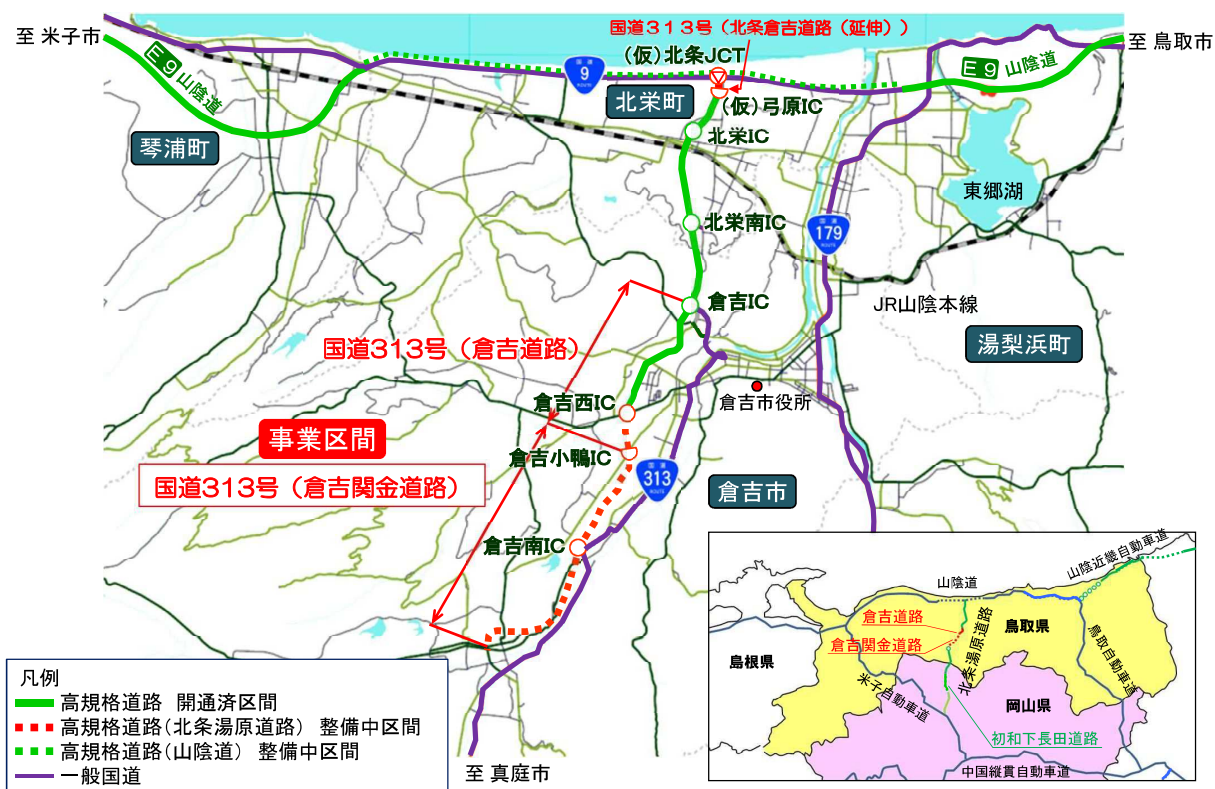 国道313号(北条倉吉道路(延伸))
至 米子市
(仮)北条JCT
至 鳥取市
E9 山陰道
国道
9
ROUTE
E9 山陰道
北栄町
(仮)弓原IC
琴浦町
北栄IC
東郷湖
北栄南IC
国道
179
ROUTE
倉吉IC
JR山陰本線
国道313号(倉吉道路)
湯梨浜町
倉吉西IC
倉吉市役所
事業区間
倉吉小鴨IC
国道313号(倉吉関金道路)
国道
313
ROUTE
倉吉市
倉吉南IC
凡例
高規格道路 開通済区間
高規格道路(北条湯原道路) 整備中区間
高規格道路(山陰道) 整備中区間
一般国道
至 真庭市
山陰近畿自動車道
山陰道
倉吉道路
鳥取県
倉吉関金道路
北条湯原道路
鳥取自動車道
島根県
米子自動車道
岡山県
初和下長田道路
中国縦貫自動車道